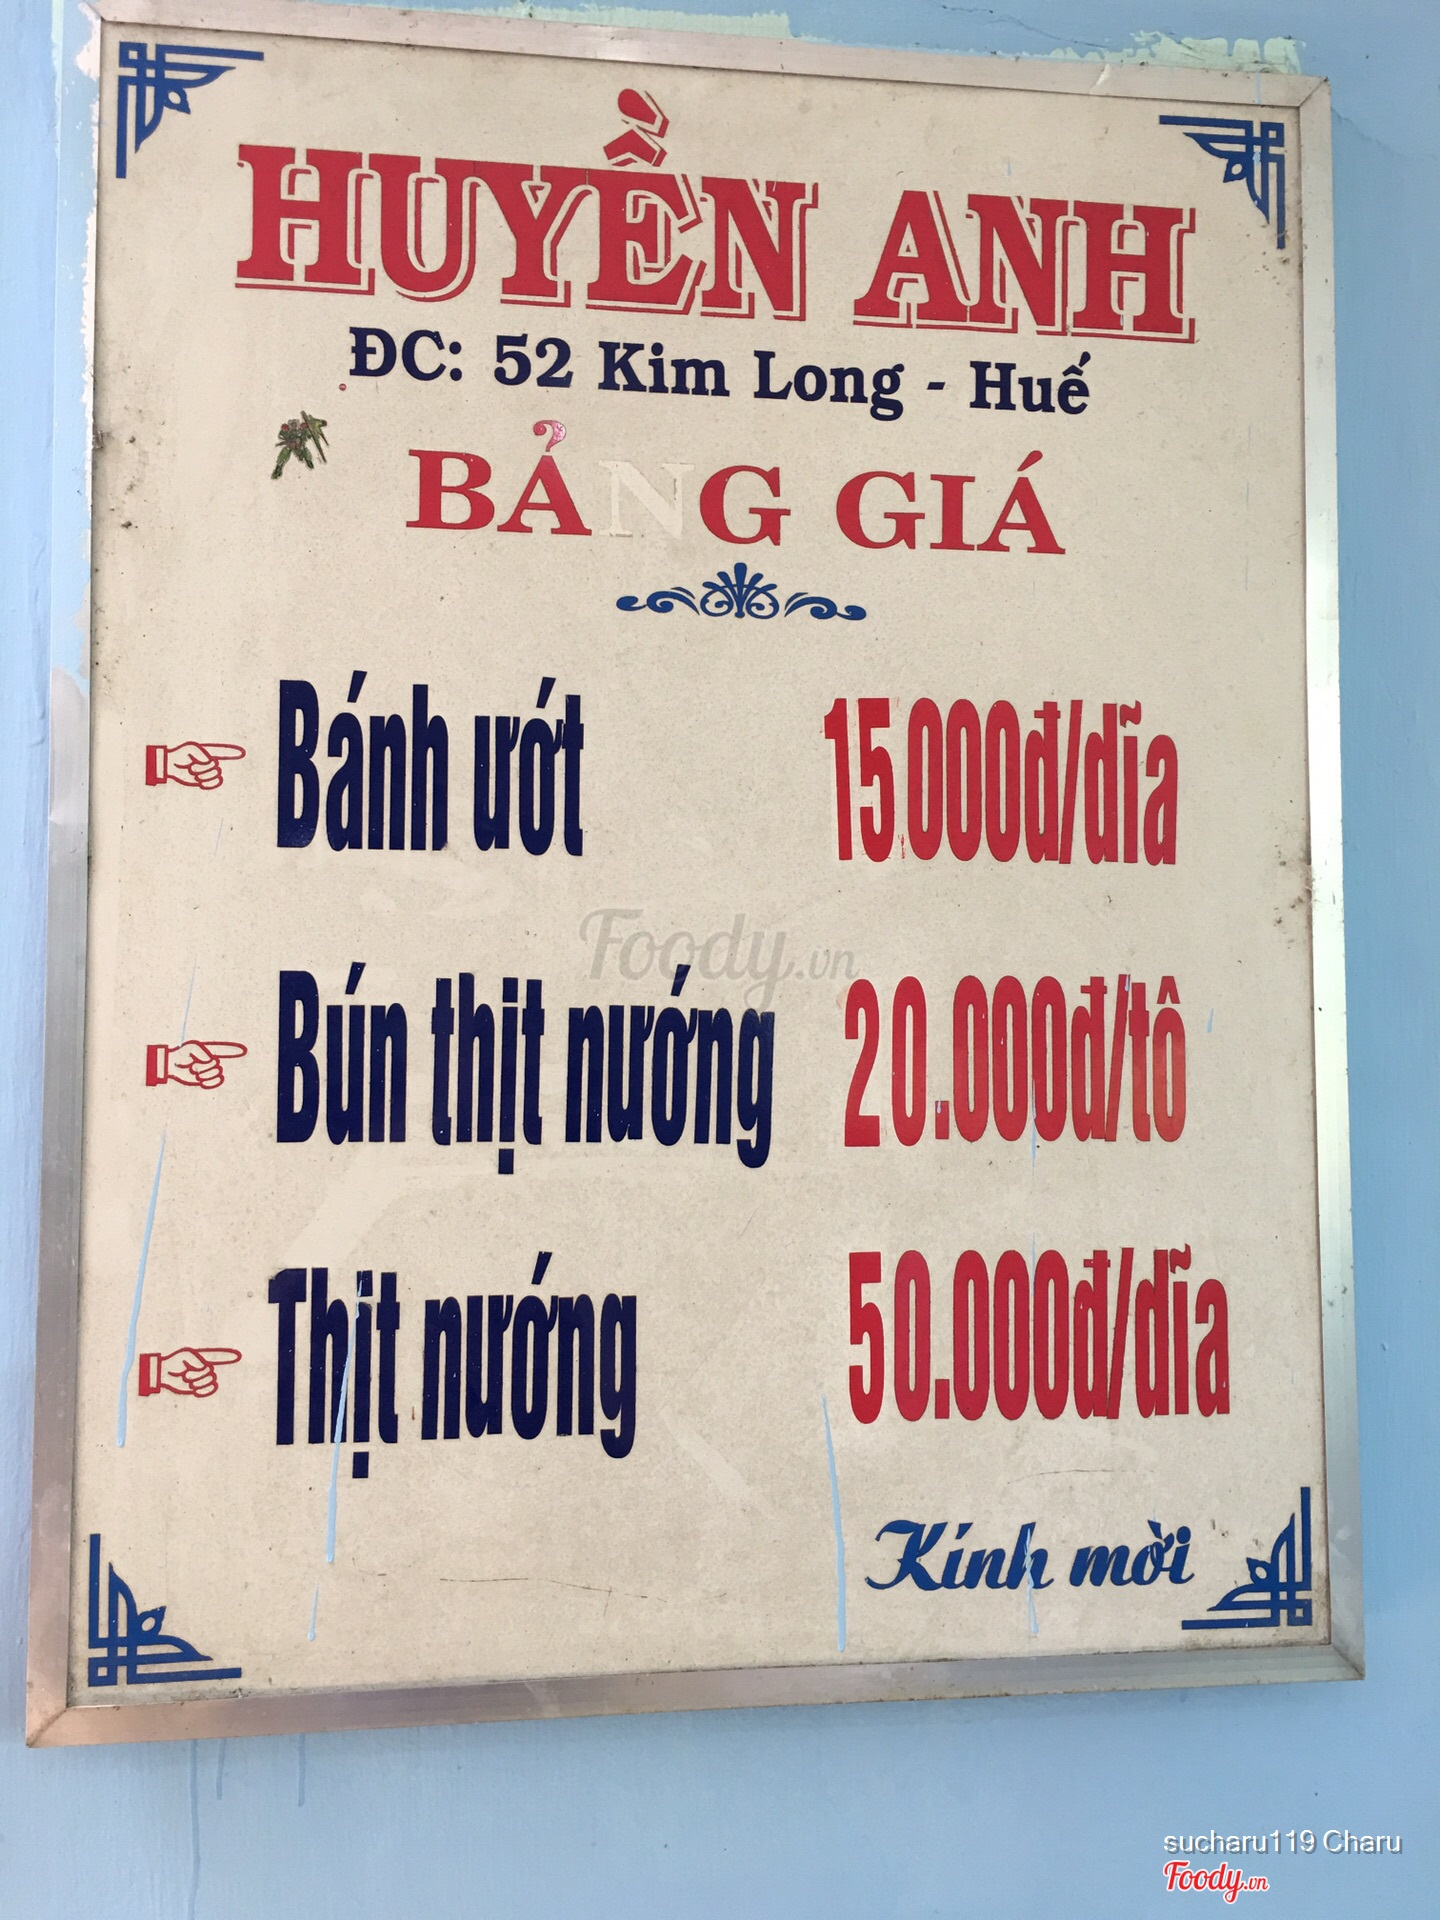 HUYỀN ANH
ĐC: 52 Kim Long - Huế
BẢNG GIÁ
Bánh ướt 15.000đ/dĩa
Bún thịt nướng 20.000đ/tô
Thịt nướng 50.000đ/dĩa
Kính mời
Foody.vn
sucharu119 Charu
Foody.vn